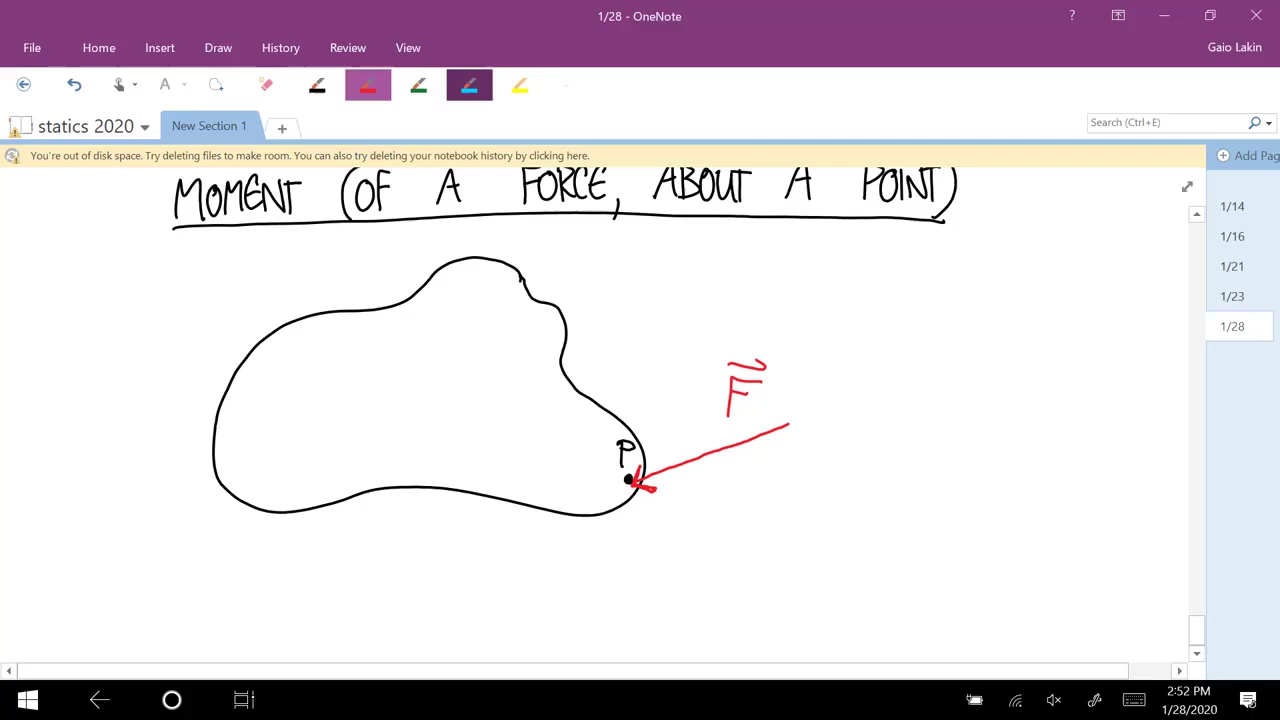 1/28 - OneNote
?
File Home Insert Draw History Review View Gaio Lakin
A
statics 2020 New Section 1 + Search (Ctrl+E)
You're out of disk space. Try deleting files to make room. You can also try deleting your notebook history by clicking here. Add Pag
MOMENT (OF A FORCE, ABOUT A POINT)
1/14
1/16
1/21
1/23
1/28
F
P
2:52 PM
1/28/2020